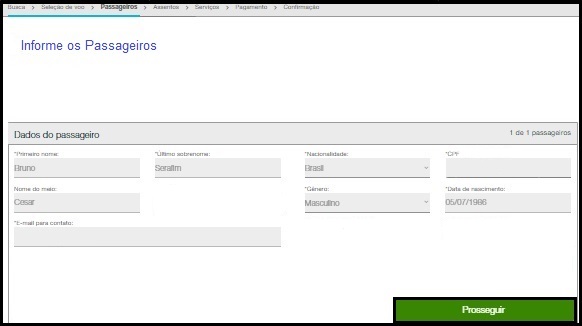 Busca > Seleção de voo > Passageiros > Assentos > Serviços > Pagamento > Confirmação
Informe os Passageiros
Dados do passageiro 1 de 1 passageiros
*Primeiro nome: *Último sobrenome: *Nacionalidade: *CPF
Bruno Serafim Brasil
Nome do meio: *Gênero: *Data de nascimento:
Cesar Masculino 05/07/1986
*E-mail para contato:
Prosseguir